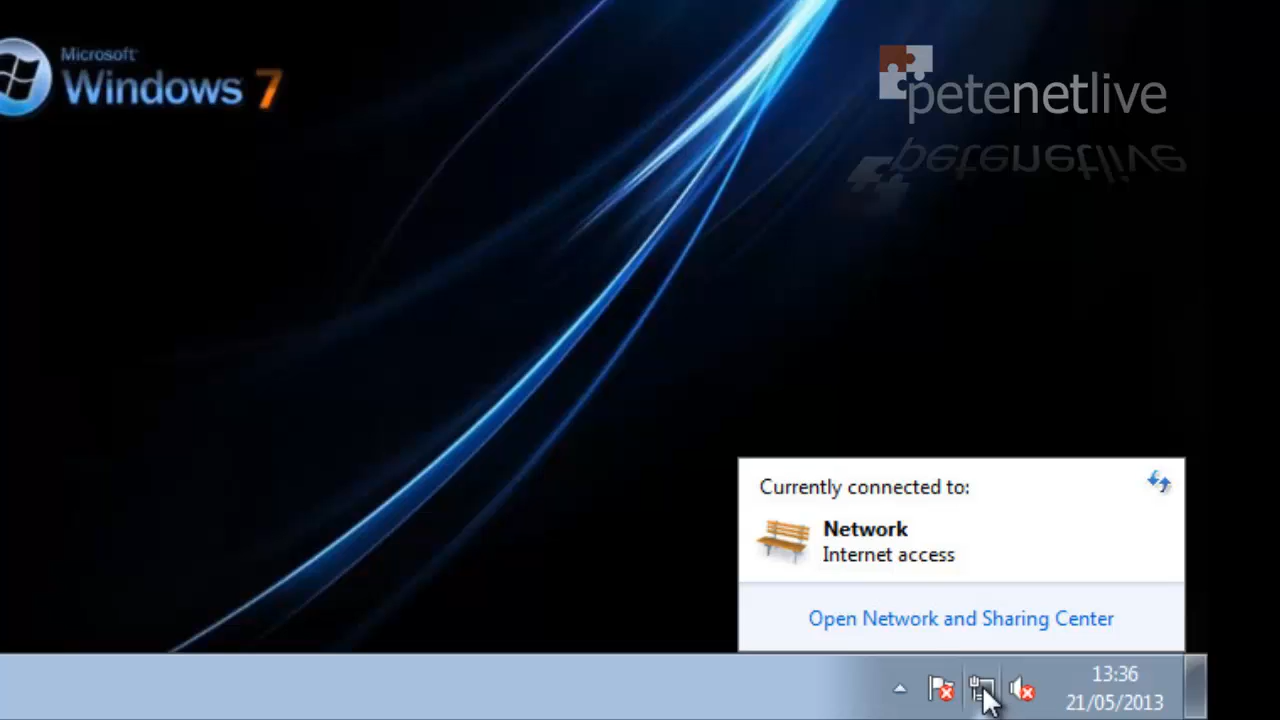 Microsoft
Windows 7
petenetlive
petenetlive
Currently connected to:
Network
Internet access
Open Network and Sharing Center
13:36
21/05/2013